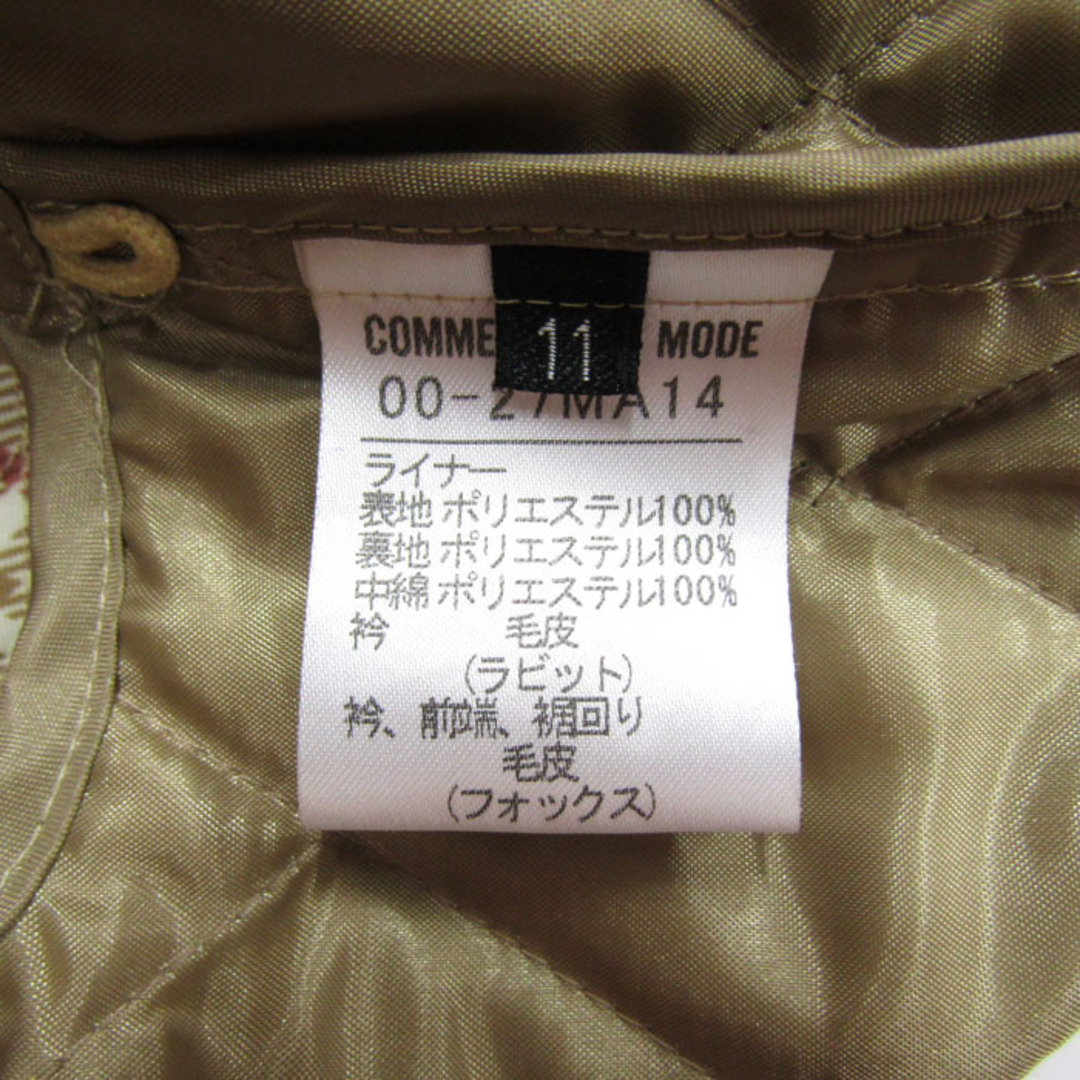 COMME MODE
11
00-27MA14
ライナー
表地 ポリエステル100%
裏地 ポリエステル100%
中綿 ポリエステル100%
衿 毛皮
(ラビット)
衿、前端、裾回り
毛皮
(フォックス)